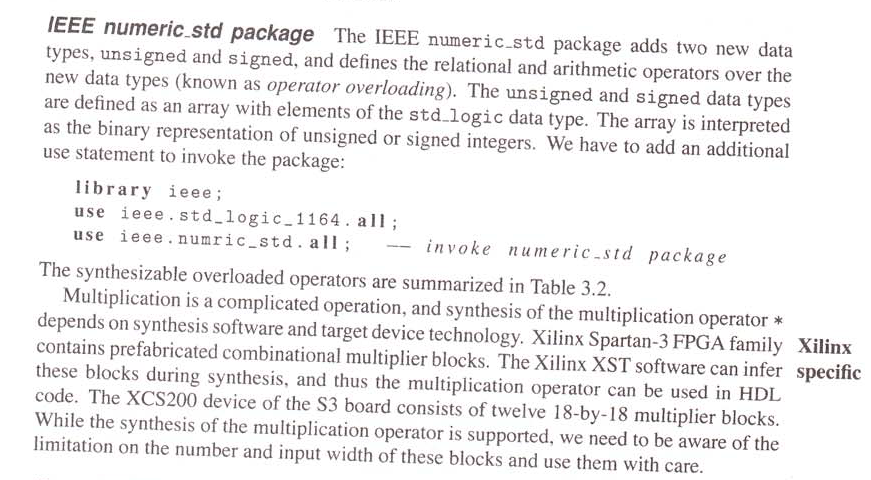 IEEE numeric_std package The IEEE numeric_std package adds two new data
types, unsigned and signed, and defines the relational and arithmetic operators over the
new data types (known as operator overloading). The unsigned and signed data types
are defined as an array with elements of the std_logic data type. The array is interpreted
as the binary representation of unsigned or signed integers. We have to add an additional
use statement to invoke the package:
library ieee;
use ieee.std_logic_1164.all;
use ieee.numric_std.all; -- invoke numeric_std package
The synthesizable overloaded operators are summarized in Table 3.2.
Multiplication is a complicated operation, and synthesis of the multiplication operator *
depends on synthesis software and target device technology. Xilinx Spartan-3 FPGA family Xilinx
contains prefabricated combinational multiplier blocks. The Xilinx XST software can infer specific
these blocks during synthesis, and thus the multiplication operator can be used in HDL
code. The XCS200 device of the S3 board consists of twelve 18-by-18 multiplier blocks.
While the synthesis of the multiplication operator is supported, we need to be aware of the
limitation on the number and input width of these blocks and use them with care.